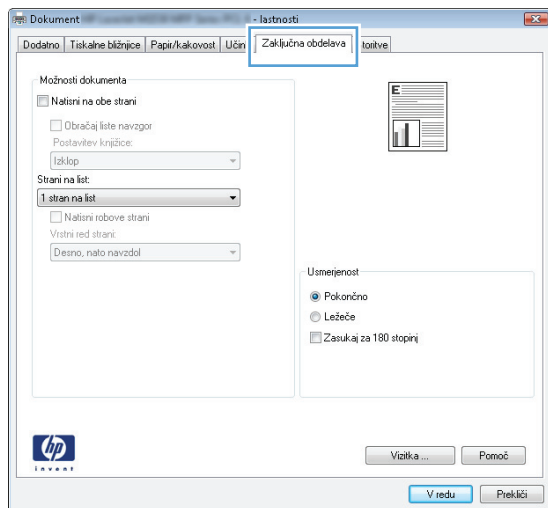 Dokument - lastnosti
Dodatno Tiskalne bližnjice Papir/kakovost Učin Zaključna obdelava toritve
Možnosti dokumenta
Natisni na obe strani
Obračaj liste navzgor
Postavitev knjižice:
Izklop
Strani na list:
1 stran na list
Natisni robove strani
Vrstni red strani:
Desno, nato navzdol
E
Usmerjenost
Pokončno
Ležeče
Zasukaj za 180 stopinj
hp
invent
Vizitka ... Pomoč
V redu Prekliči